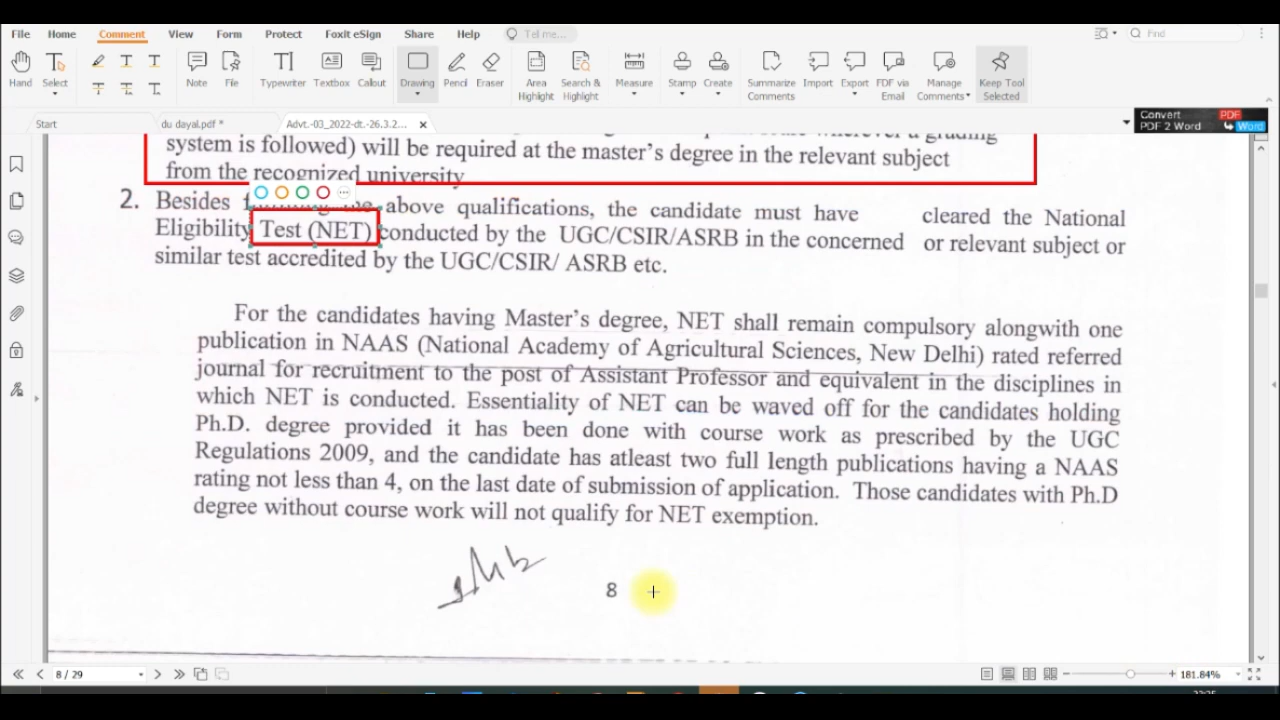 File Home Comment View Form Protect Foxit eSign Share Help Tell me... Find
Hand Select Note File Typewriter Textbox Callout Drawing Pencil Eraser Area Highlight Search & Highlight Measure Stamp Create Summarize Comments Import Export FDF via Email Manage Comments Keep Tool Selected
Start du dayal.pdf * Advt.-03_2022-dt.-26.3.2...
Convert PDF
PDF 2 Word Word
a grading
system is followed) will be required at the master's degree in the relevant subject
from the recognized university
2. Besides the above qualifications, the candidate must have cleared the National
Eligibility Test (NET) conducted by the UGC/CSIR/ASRB in the concerned or relevant subject or
similar test accredited by the UGC/CSIR/ ASRB etc.
For the candidates having Master's degree, NET shall remain compulsory alongwith one
publication in NAAS (National Academy of Agricultural Sciences, New Delhi) rated referred
journal for recruitment to the post of Assistant Professor and equivalent in the disciplines in
which NET is conducted. Essentiality of NET can be waved off for the candidates holding
Ph.D. degree provided it has been done with course work as prescribed by the UGC
Regulations 2009, and the candidate has atleast two full length publications having a NAAS
rating not less than 4, on the last date of submission of application. Those candidates with Ph.D
degree without course work will not qualify for NET exemption.
8
8 / 29 181.84%